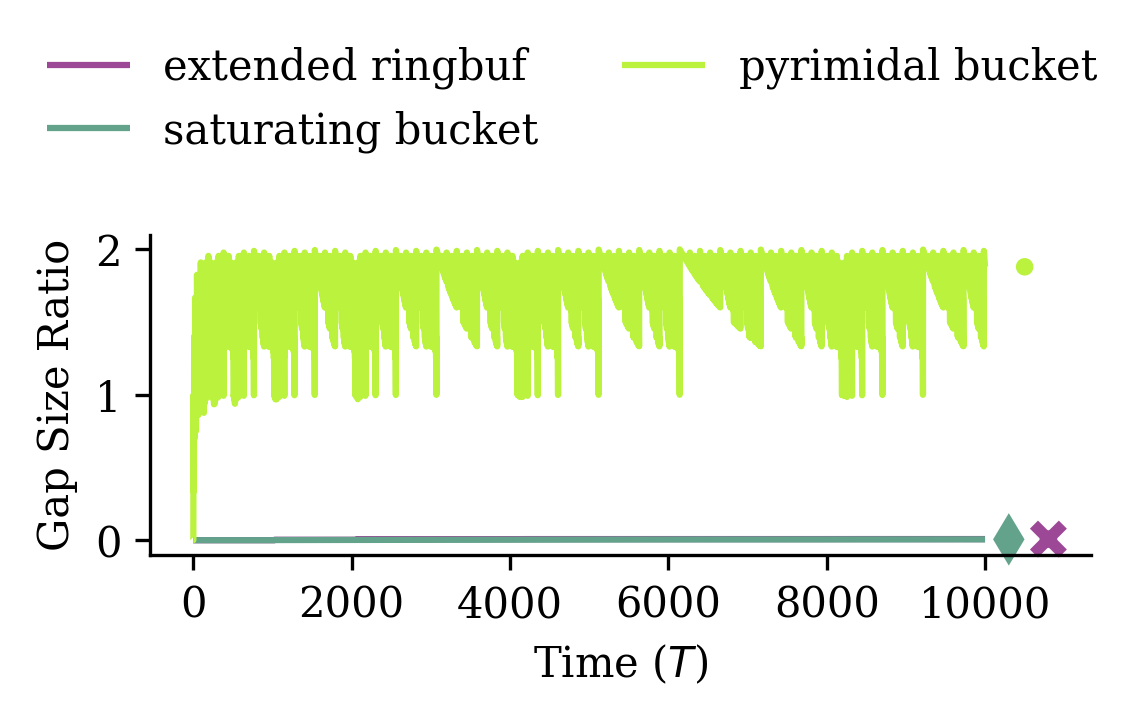 extended ringbuf
saturating bucket
pyrimidal bucket
Gap Size Ratio
2
1
0
0 2000 4000 6000 8000 10000
Time (T)